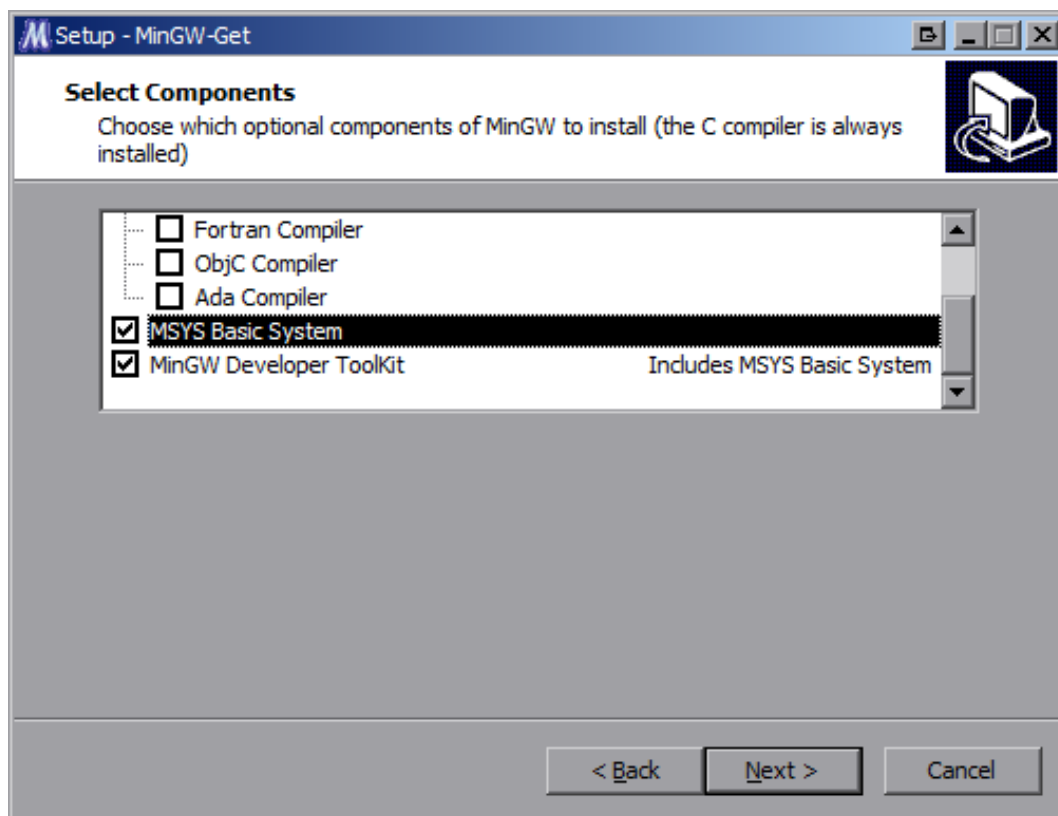 Setup - MinGW-Get
Select Components
Choose which optional components of MinGW to install (the C compiler is always
installed)
Fortran Compiler
ObjC Compiler
Ada Compiler
MSYS Basic System
MinGW Developer ToolKit Includes MSYS Basic System
< Back Next > Cancel